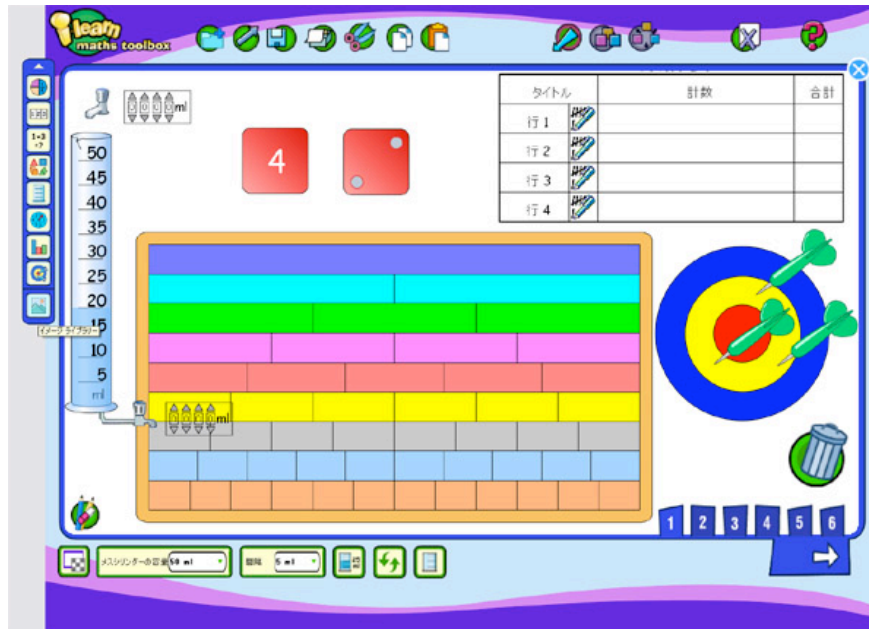 i learn
maths toolbox
タイトル 計数 合計
行 1
行 2
行 3
行 4
ml
4
50
45
40
35
30
25
20
15
10
5
ml
イメージ ライブラリー
ml
1 2 3 4 5 6
メスシリンダーの容量 50 ml
間隔 5 ml